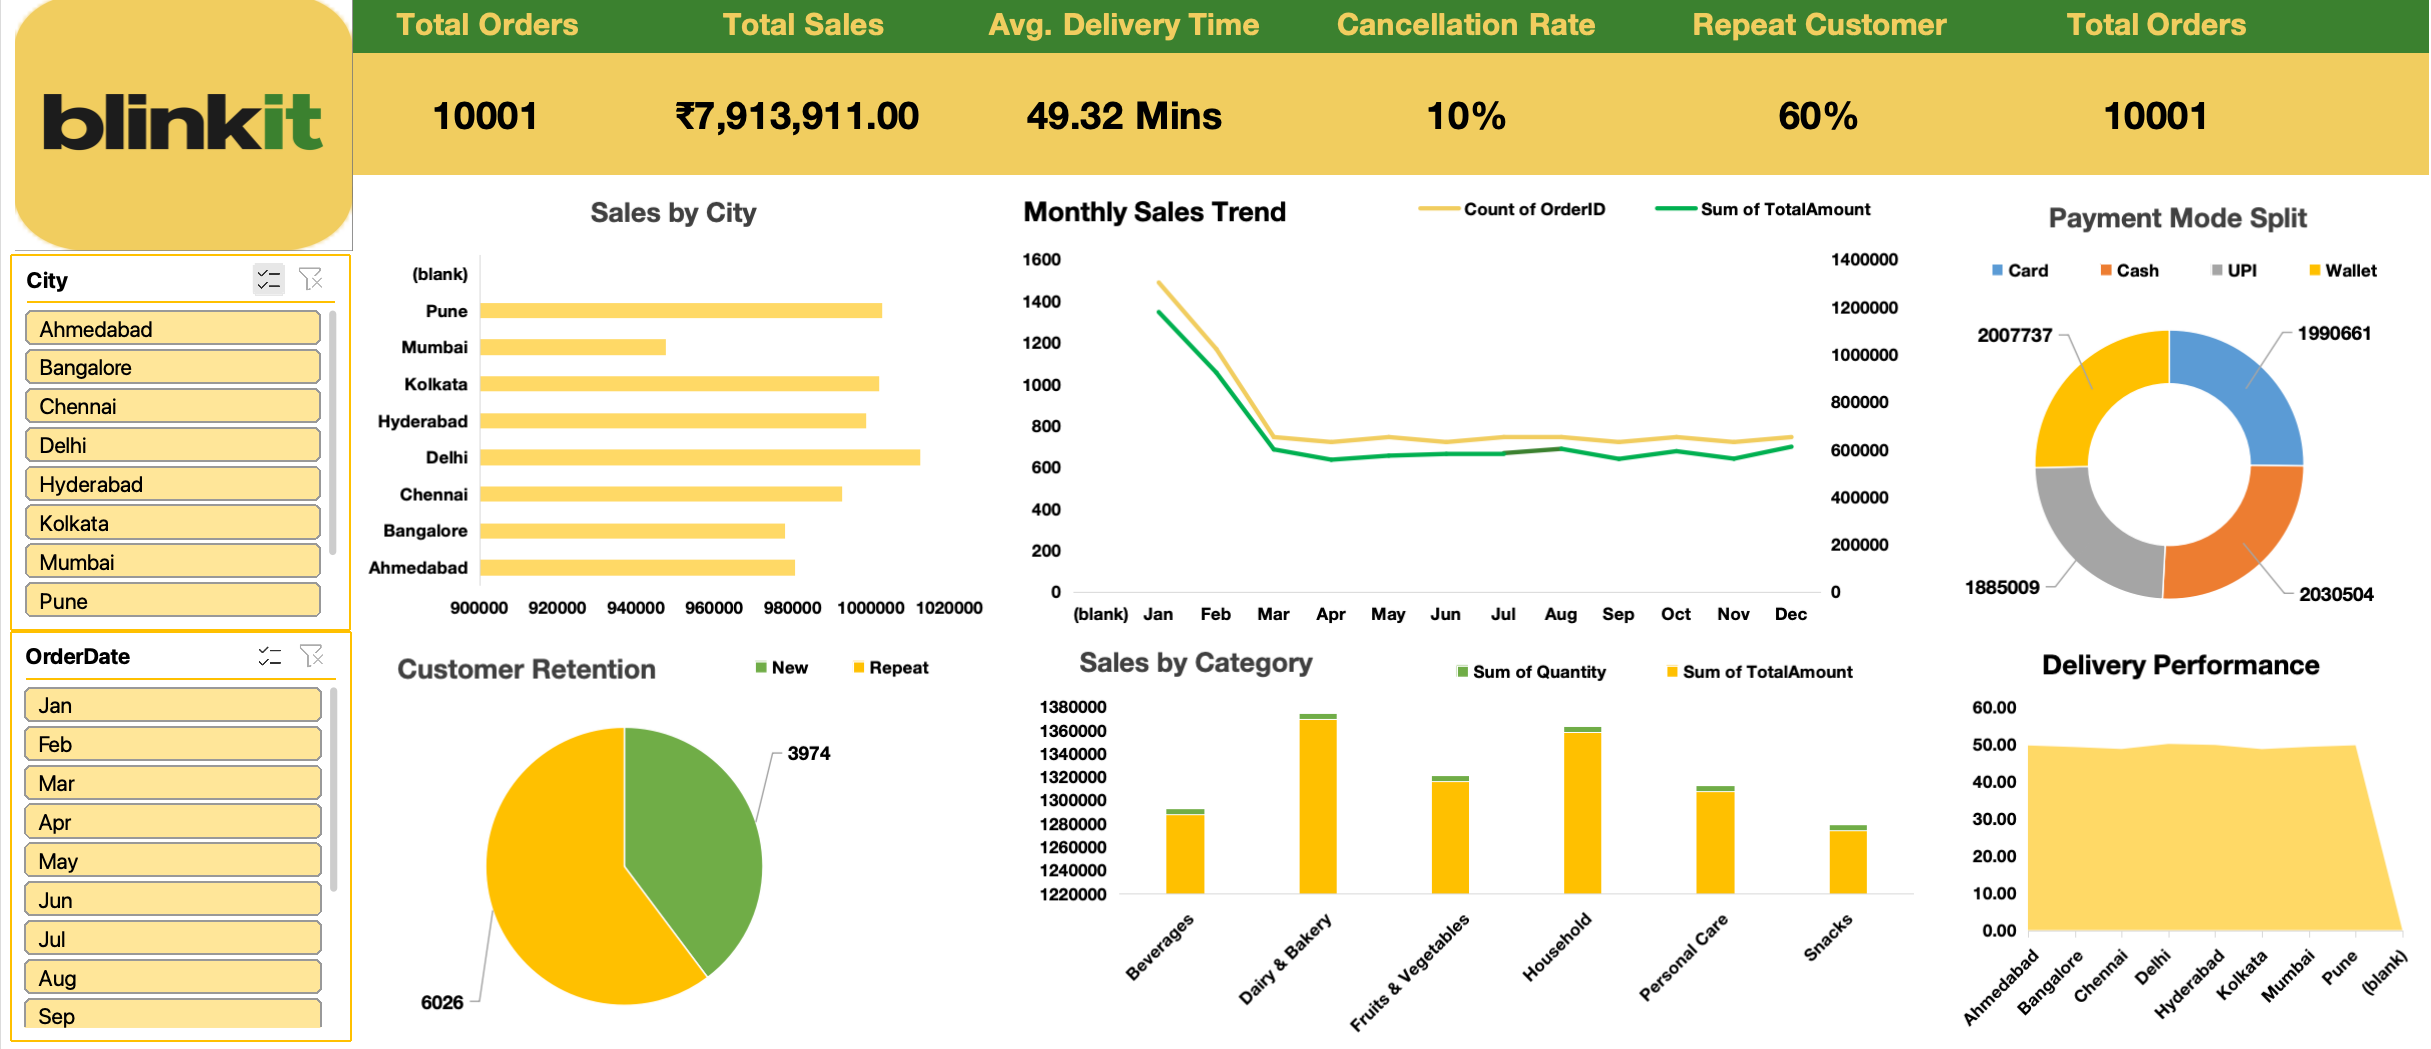 blinkit
Total Orders
Total Sales
Avg. Delivery Time
Cancellation Rate
Repeat Customer
Total Orders
10001
₹7,913,911.00
49.32 Mins
10%
60%
10001
City
Ahmedabad
Bangalore
Chennai
Delhi
Hyderabad
Kolkata
Mumbai
Pune
OrderDate
Jan
Feb
Mar
Apr
May
Jun
Jul
Aug
Sep
Sales by City
(blank)
Pune
Mumbai
Kolkata
Hyderabad
Delhi
Chennai
Bangalore
Ahmedabad
900000 920000 940000 960000 980000 1000000 1020000
Monthly Sales Trend
Count of OrderID
Sum of TotalAmount
1600
1400
1200
1000
800
600
400
200
0
1400000
1200000
1000000
800000
600000
400000
200000
0
(blank) Jan Feb Mar Apr May Jun Jul Aug Sep Oct Nov Dec
Payment Mode Split
Card
Cash
UPI
Wallet
2007737
1990661
1885009
2030504
Customer Retention
New
Repeat
3974
6026
Sales by Category
Sum of Quantity
Sum of TotalAmount
1380000
1360000
1340000
1320000
1300000
1280000
1260000
1240000
1220000
Beverages
Dairy & Bakery
Fruits & Vegetables
Household
Personal Care
Snacks
Delivery Performance
60.00
50.00
40.00
30.00
20.00
10.00
0.00
Ahmedabad
Bangalore
Chennai
Delhi
Hyderabad
Kolkata
Mumbai
Pune
(blank)